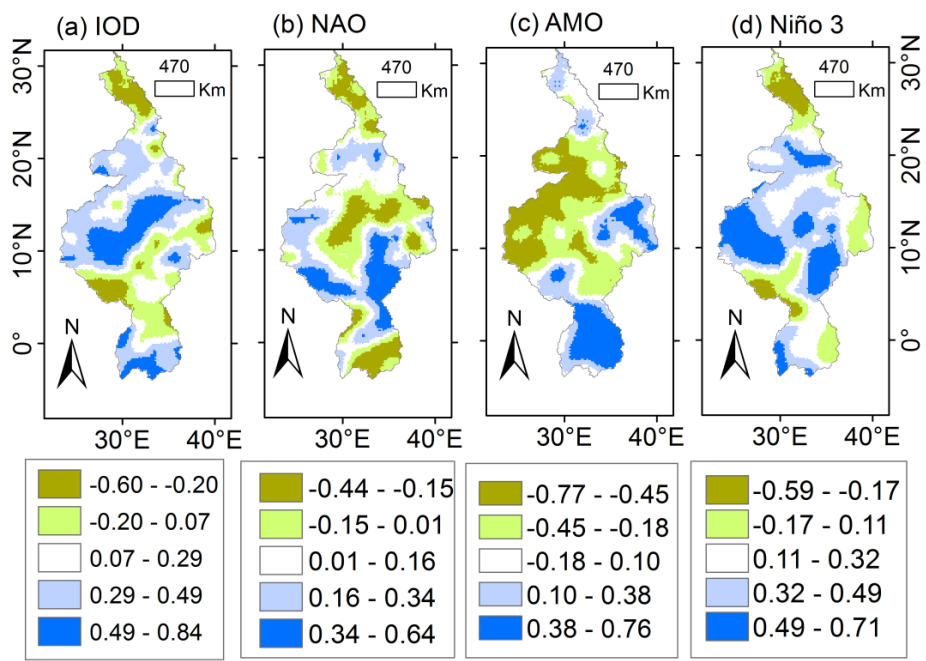 (a) IOD
(b) NAO
(c) AMO
(d) Niño 3
30°N
20°N
10°N
0°
470
Km
N
470
Km
N
470
Km
N
470
Km
N
30°N
20°N
10°N
0°
30°E 40°E
30°E 40°E
30°E 40°E
30°E 40°E
-0.60 - -0.20
-0.20 - 0.07
0.07 - 0.29
0.29 - 0.49
0.49 - 0.84
-0.44 - -0.15
-0.15 - 0.01
0.01 - 0.16
0.16 - 0.34
0.34 - 0.64
-0.77 - -0.45
-0.45 - -0.18
-0.18 - 0.10
0.10 - 0.38
0.38 - 0.76
-0.59 - -0.17
-0.17 - 0.11
0.11 - 0.32
0.32 - 0.49
0.49 - 0.71